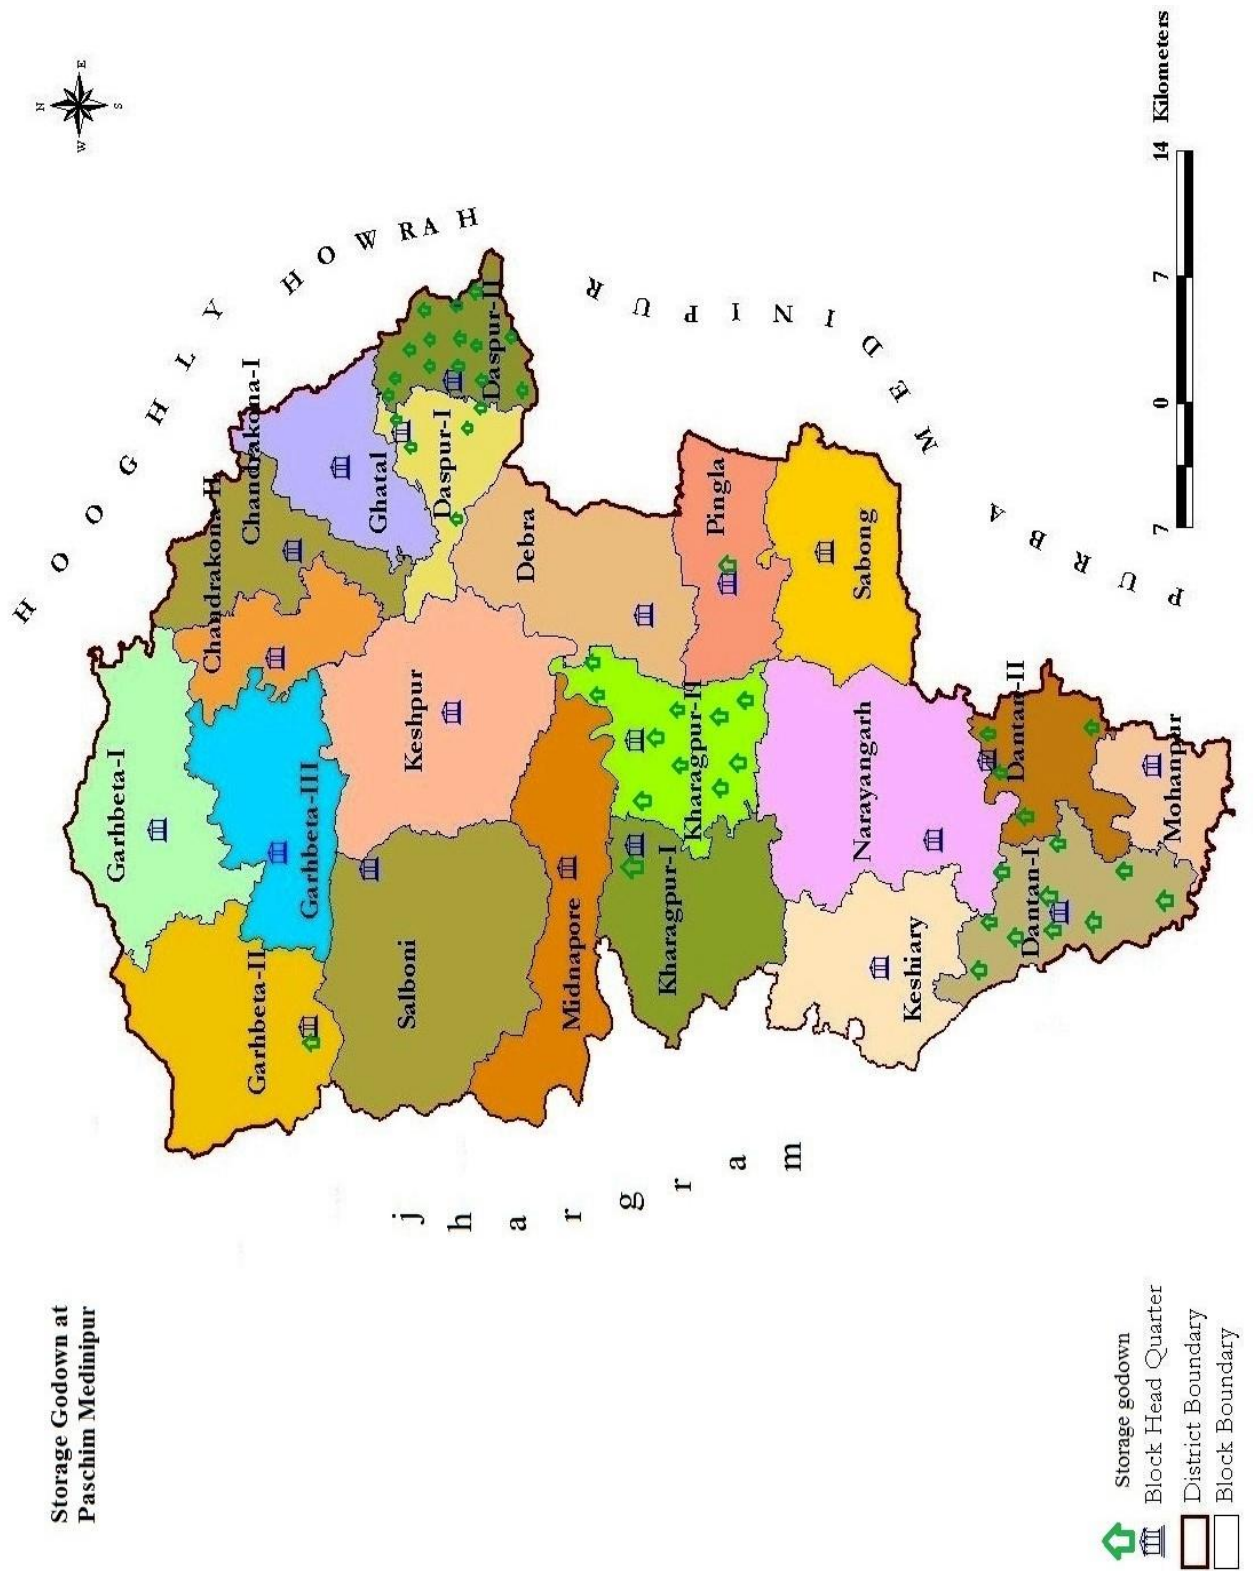 Storage Godown at
Paschim Medinipur
N
W
E
S
HOOGHLY
HOWRAH
PURBA MEDINIPUR
jhargram
Garhbeta-I
Garhbeta-II
Garhbeta-III
Chandrakona-II
Chandrakona-I
Ghatal
Daspur-I
Daspur-II
Keshpur
Salboni
Debra
Midnapore
Kharagpur-II
Kharagpur-I
Pingla
Sabong
Narayangarh
Keshiary
Dantan-II
Dantan-I
Mohanpur
Storage godown
Block Head Quarter
District Boundary
Block Boundary
7 0 7 14 Kilometers